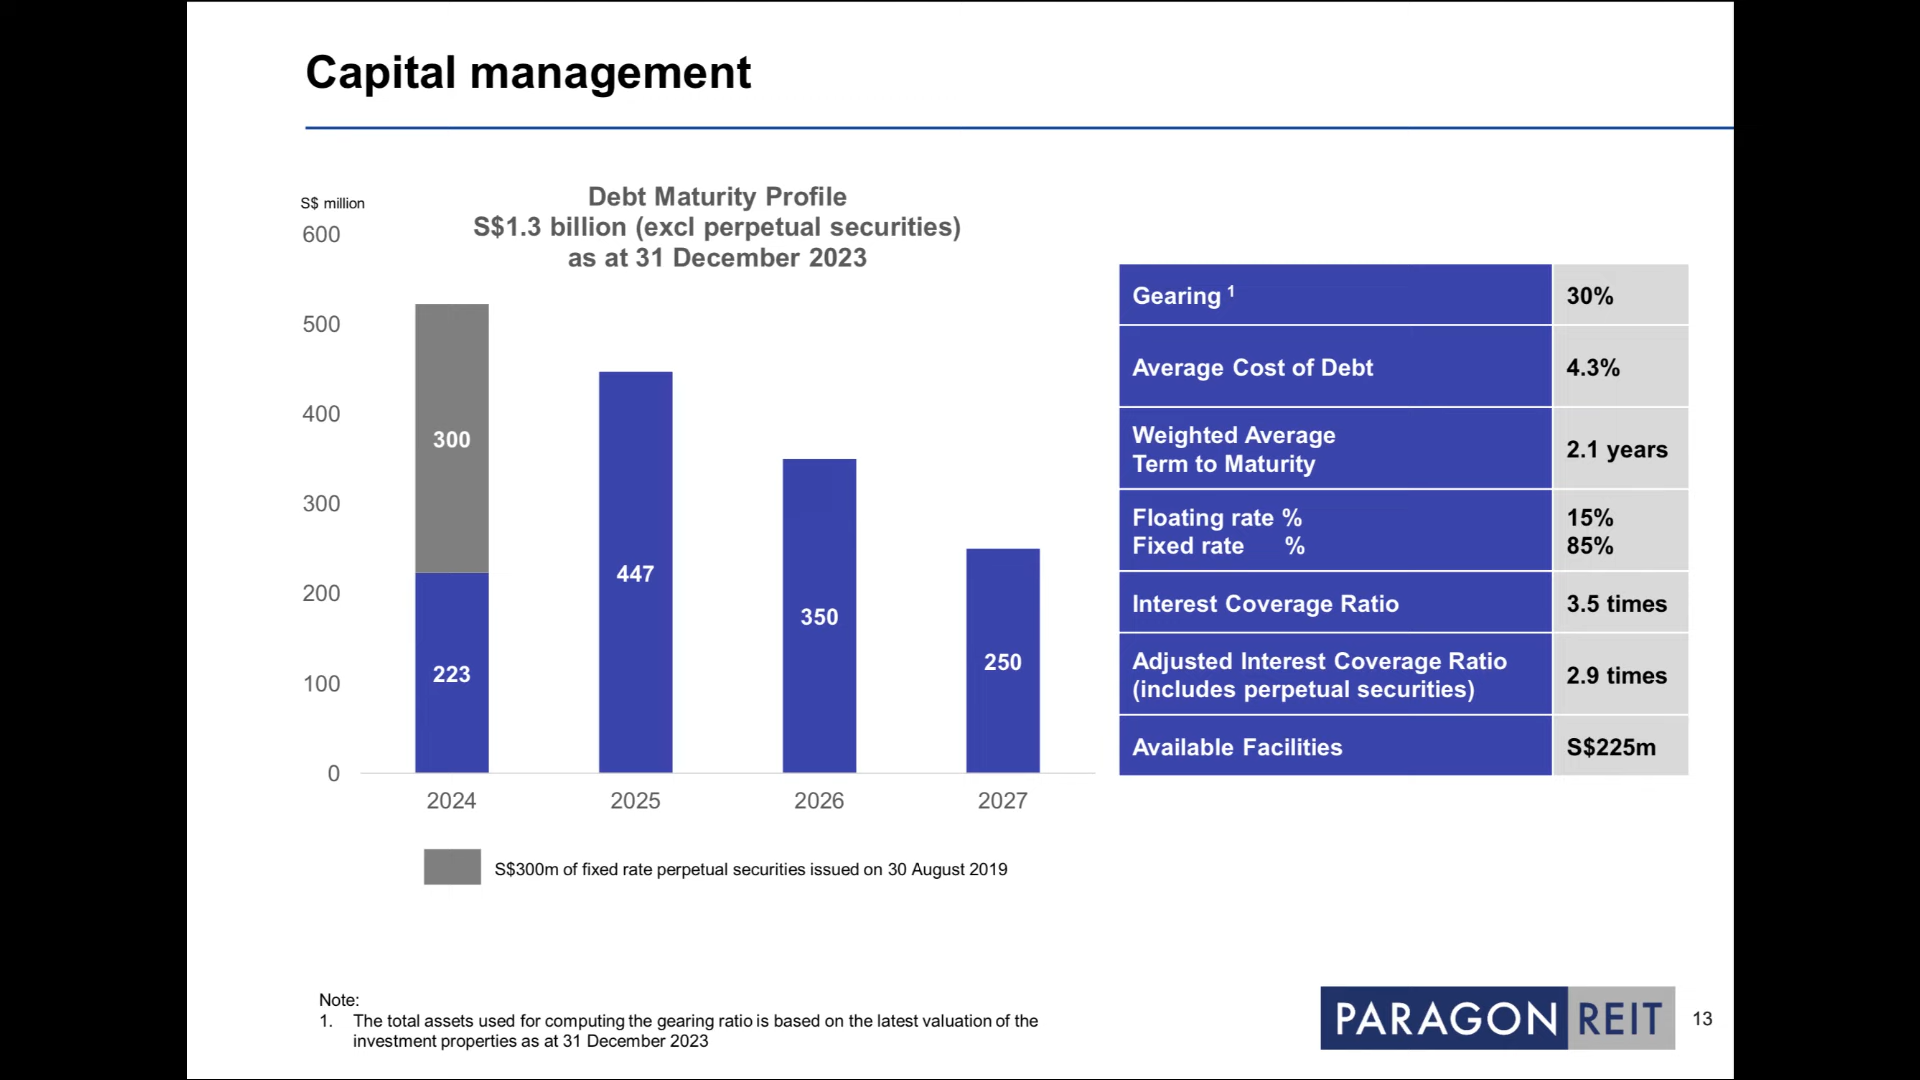 Capital management
S$ million
Debt Maturity Profile
S$1.3 billion (excl perpetual securities)
as at 31 December 2023
600
500
400
300
200
100
0
300
223
447
350
250
2024 2025 2026 2027
S$300m of fixed rate perpetual securities issued on 30 August 2019
Gearing 1 30%
Average Cost of Debt 4.3%
Weighted Average
Term to Maturity
2.1 years
Floating rate % 15%
Fixed rate % 85%
Interest Coverage Ratio 3.5 times
Adjusted Interest Coverage Ratio
(includes perpetual securities)
2.9 times
Available Facilities S$225m
Note:
1. The total assets used for computing the gearing ratio is based on the latest valuation of the
investment properties as at 31 December 2023
PARAGON REIT
13